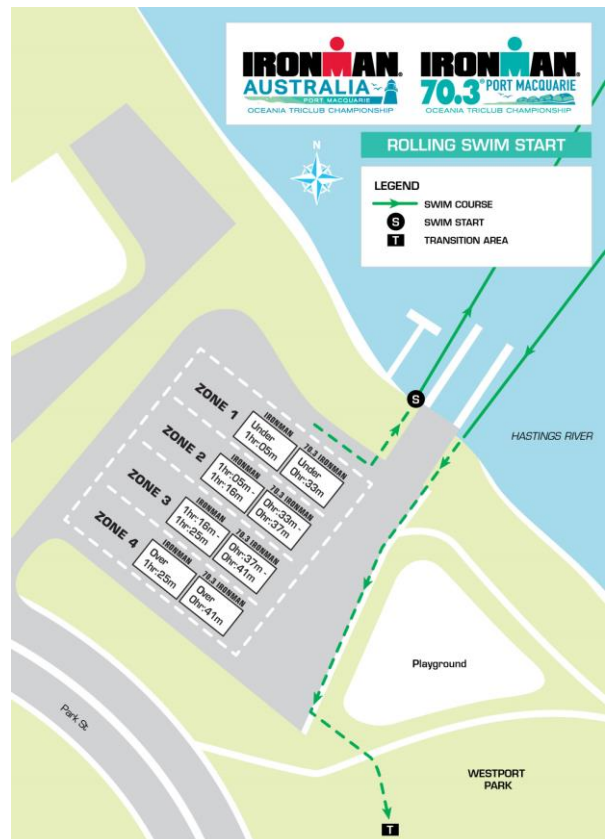 IRONMAN®
AUSTRALIA
PORT MACQUARIE
OCEANIA TRICLUB CHAMPIONSHIP
IRONMAN®
70.3® PORT MACQUARIE
OCEANIA TRICLUB CHAMPIONSHIP
ROLLING SWIM START
N
LEGEND
SWIM COURSE
S SWIM START
T TRANSITION AREA
S
HASTINGS RIVER
ZONE 1
IRONMAN
Under
1hr:05m
70.3 IRONMAN
Under
0hr:33m
ZONE 2
IRONMAN
1hr:05m -
1hr:16m
70.3 IRONMAN
0hr:33m -
0hr:37m
ZONE 3
IRONMAN
1hr:16m -
1hr:25m
70.3 IRONMAN
0hr:37m -
0hr:41m
ZONE 4
IRONMAN
Over
1hr:25m
70.3 IRONMAN
Over
0hr:41m
Playground
Park St
WESTPORT
PARK
T